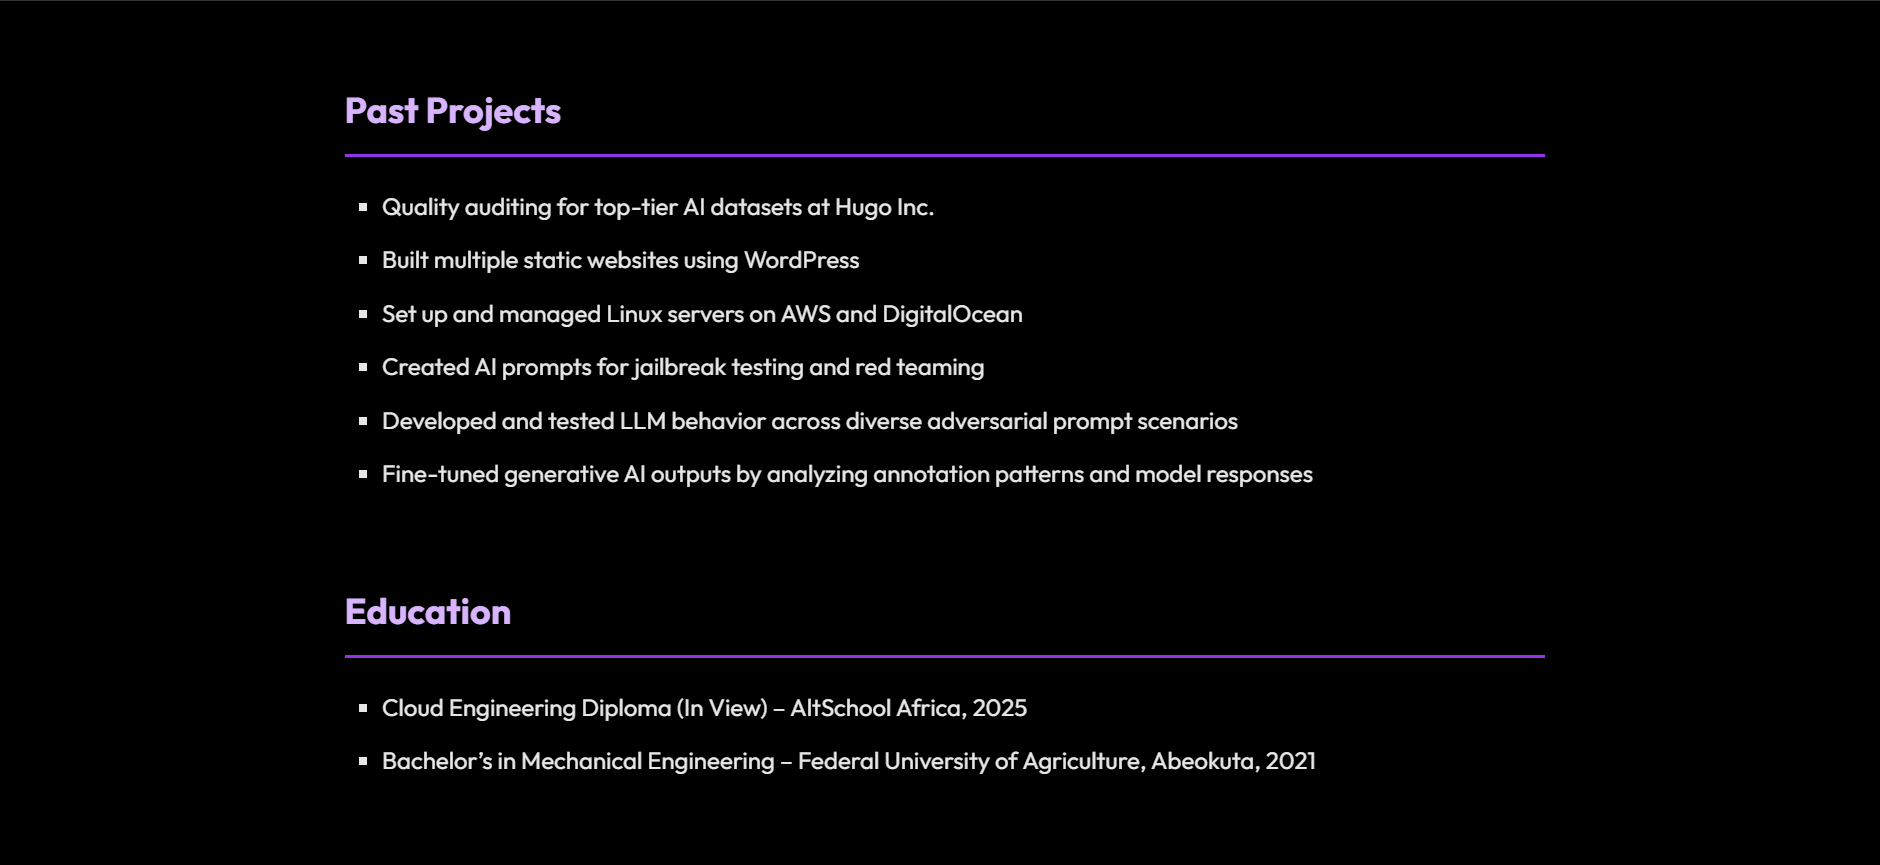 Past Projects
Quality auditing for top-tier AI datasets at Hugo Inc.
Built multiple static websites using WordPress
Set up and managed Linux servers on AWS and DigitalOcean
Created AI prompts for jailbreak testing and red teaming
Developed and tested LLM behavior across diverse adversarial prompt scenarios
Fine-tuned generative AI outputs by analyzing annotation patterns and model responses
Education
Cloud Engineering Diploma (In View) – AltSchool Africa, 2025
Bachelor’s in Mechanical Engineering – Federal University of Agriculture, Abeokuta, 2021